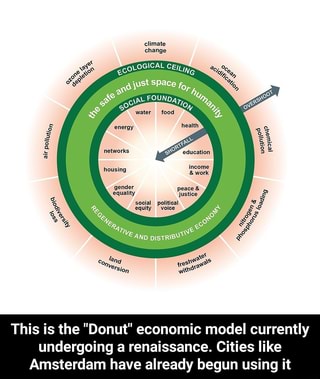 climate
change
ozone layer
depletion
ocean
acidification
ECOLOGICAL CEILING
the safe and just space for humanity
OVERSHOOT
SOCIAL FOUNDATION
water
food
energy
health
air pollution
chemical
pollution
SHORTFALL
networks
education
housing
income
& work
gender
equality
peace &
justice
social
equity
political
voice
biodiversity
loss
nitrogen &
phosphorus loading
REGENERATIVE AND DISTRIBUTIVE ECONOMY
land
conversion
freshwater
withdrawals
This is the "Donut" economic model currently
undergoing a renaissance. Cities like
Amsterdam have already begun using it